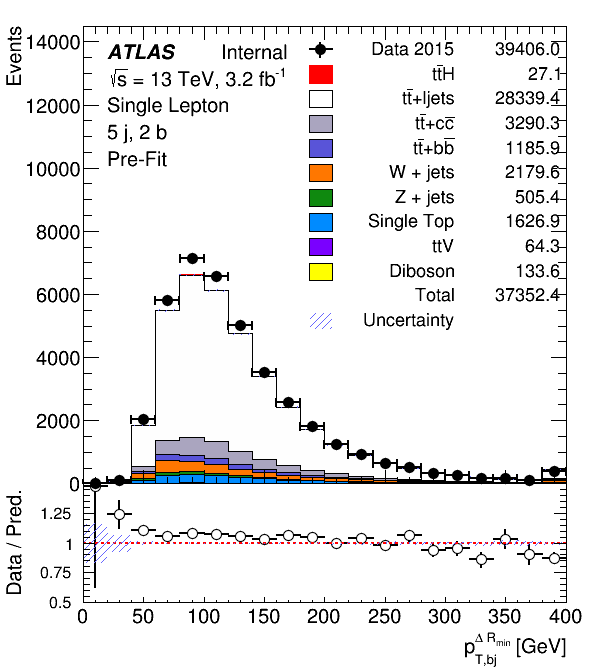 Events
14000
12000
10000
8000
6000
4000
2000
0
ATLAS Internal
√s = 13 TeV, 3.2 fb⁻¹
Single Lepton
5 j, 2 b
Pre-Fit
Data 2015 39406.0
tt̄H 27.1
tt̄+ljets 28339.4
tt̄+cc̄ 3290.3
tt̄+bb̄ 1185.9
W + jets 2179.6
Z + jets 505.4
Single Top 1626.9
ttV 64.3
Diboson 133.6
Total 37352.4
Uncertainty
Data / Pred.
1.25
1
0.75
0.5
0 50 100 150 200 250 300 350 400
p_{T,bj}^{Δ R_{min}} [GeV]